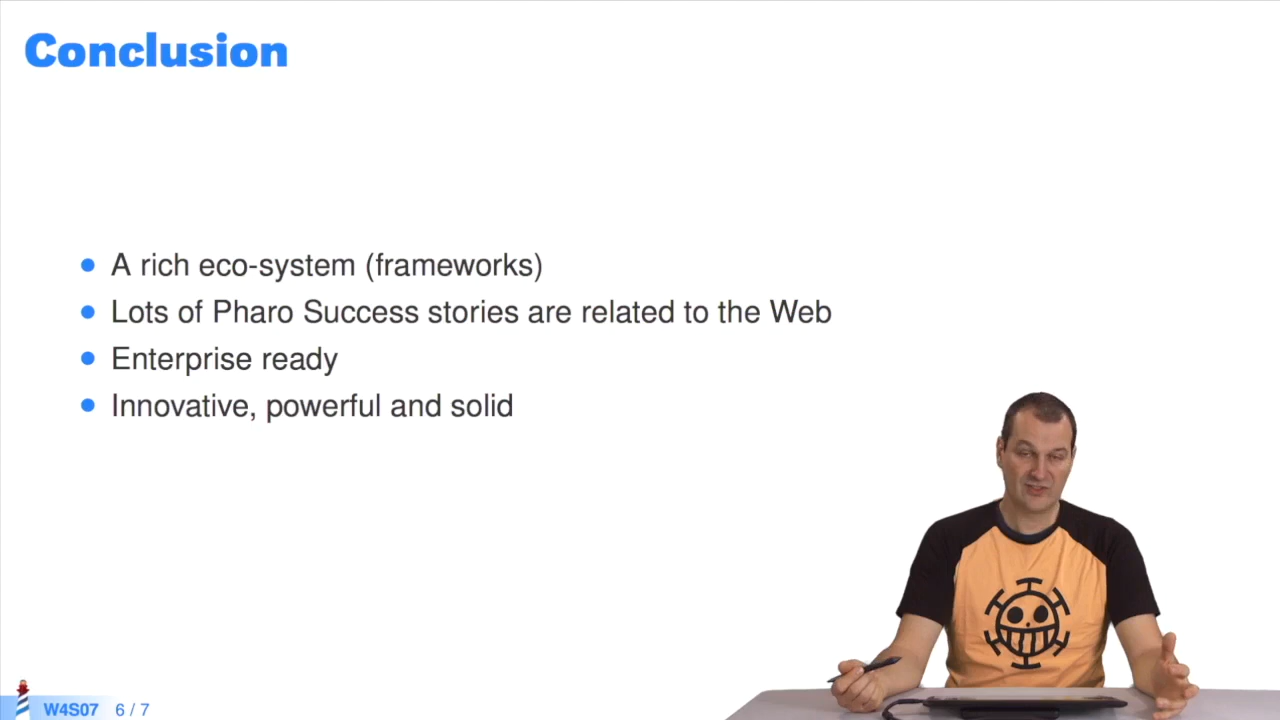 Conclusion
A rich eco-system (frameworks)
Lots of Pharo Success stories are related to the Web
Enterprise ready
Innovative, powerful and solid
W4S07 6 / 7